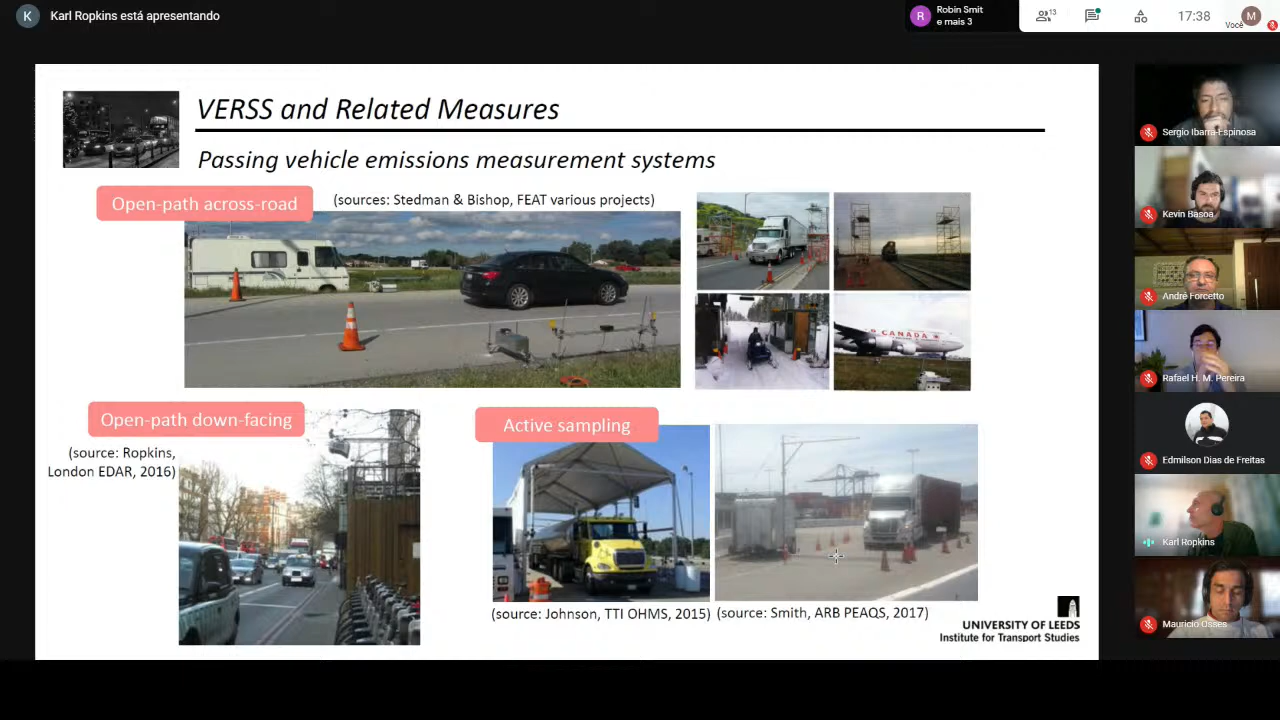 K
Karl Ropkins está apresentando
R
Robin Smit
e mais 3
13
17:38
M
Você
VERSS and Related Measures
Passing vehicle emissions measurement systems
Open-path across-road
(sources: Stedman & Bishop, FEAT various projects)
CANADA
Open-path down-facing
(source: Ropkins,
London EDAR, 2016)
Active sampling
(source: Johnson, TTI OHMS, 2015)
(source: Smith, ARB PEAQS, 2017)
UNIVERSITY OF LEEDS
Institute for Transport Studies
Sergio Ibarra-Espinosa
Kevin Basoa
André Forcetto
Rafael H. M. Pereira
Edmilson Dias de Freitas
Karl Ropkins
Mauricio Osses